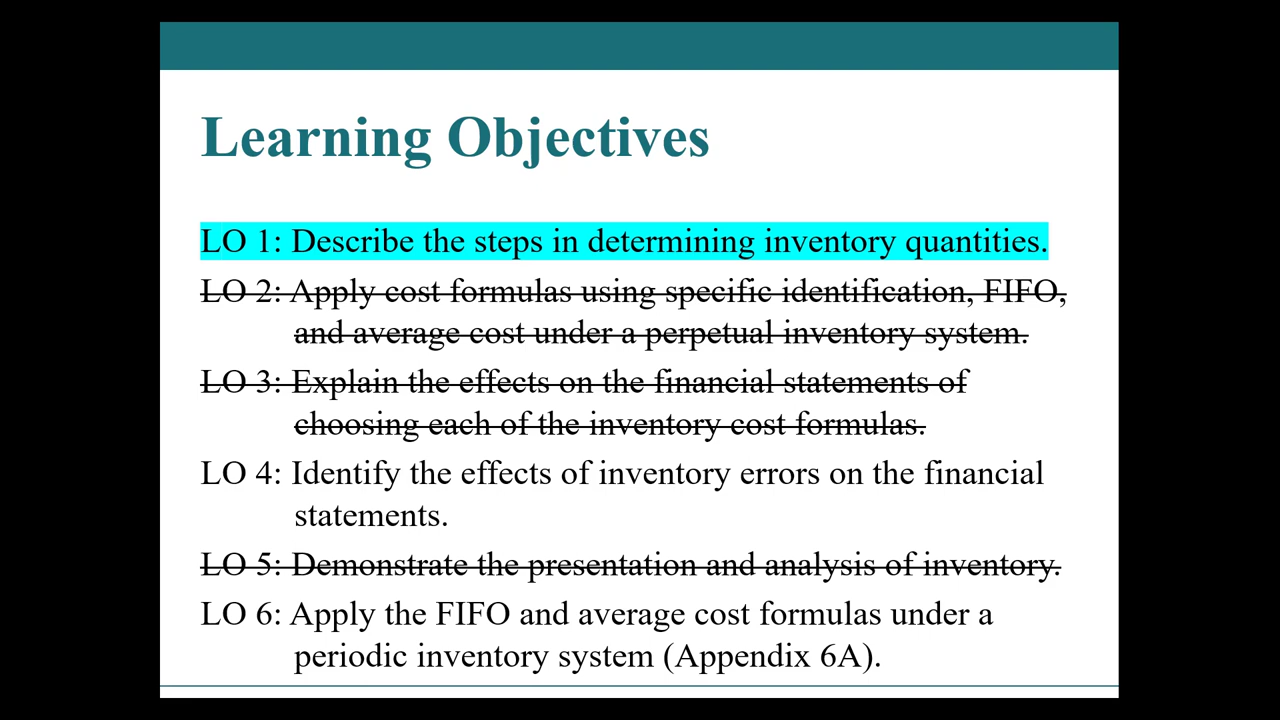 Learning Objectives
LO 1: Describe the steps in determining inventory quantities.
LO 2: Apply cost formulas using specific identification, FIFO,
and average cost under a perpetual inventory system.
LO 3: Explain the effects on the financial statements of
choosing each of the inventory cost formulas.
LO 4: Identify the effects of inventory errors on the financial
statements.
LO 5: Demonstrate the presentation and analysis of inventory.
LO 6: Apply the FIFO and average cost formulas under a
periodic inventory system (Appendix 6A).